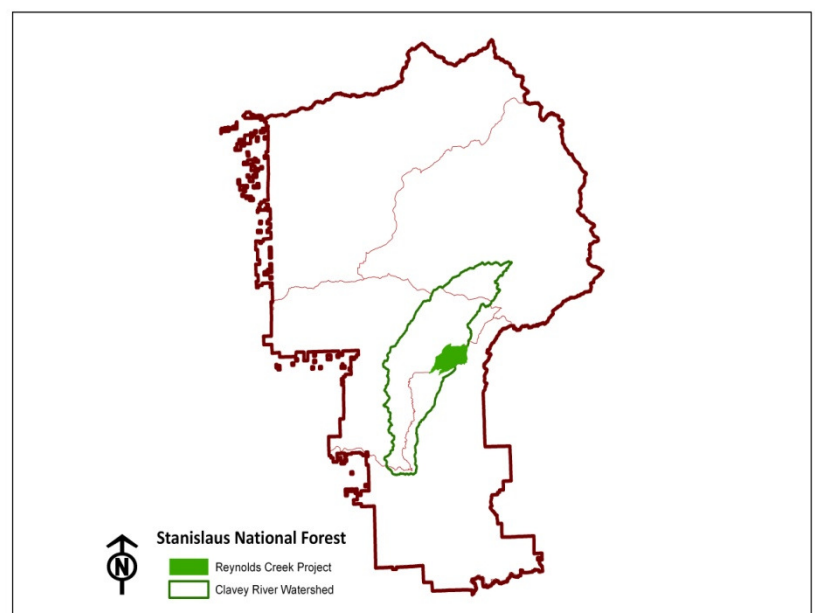 Stanislaus National Forest
N
Reynolds Creek Project
Clavey River Watershed